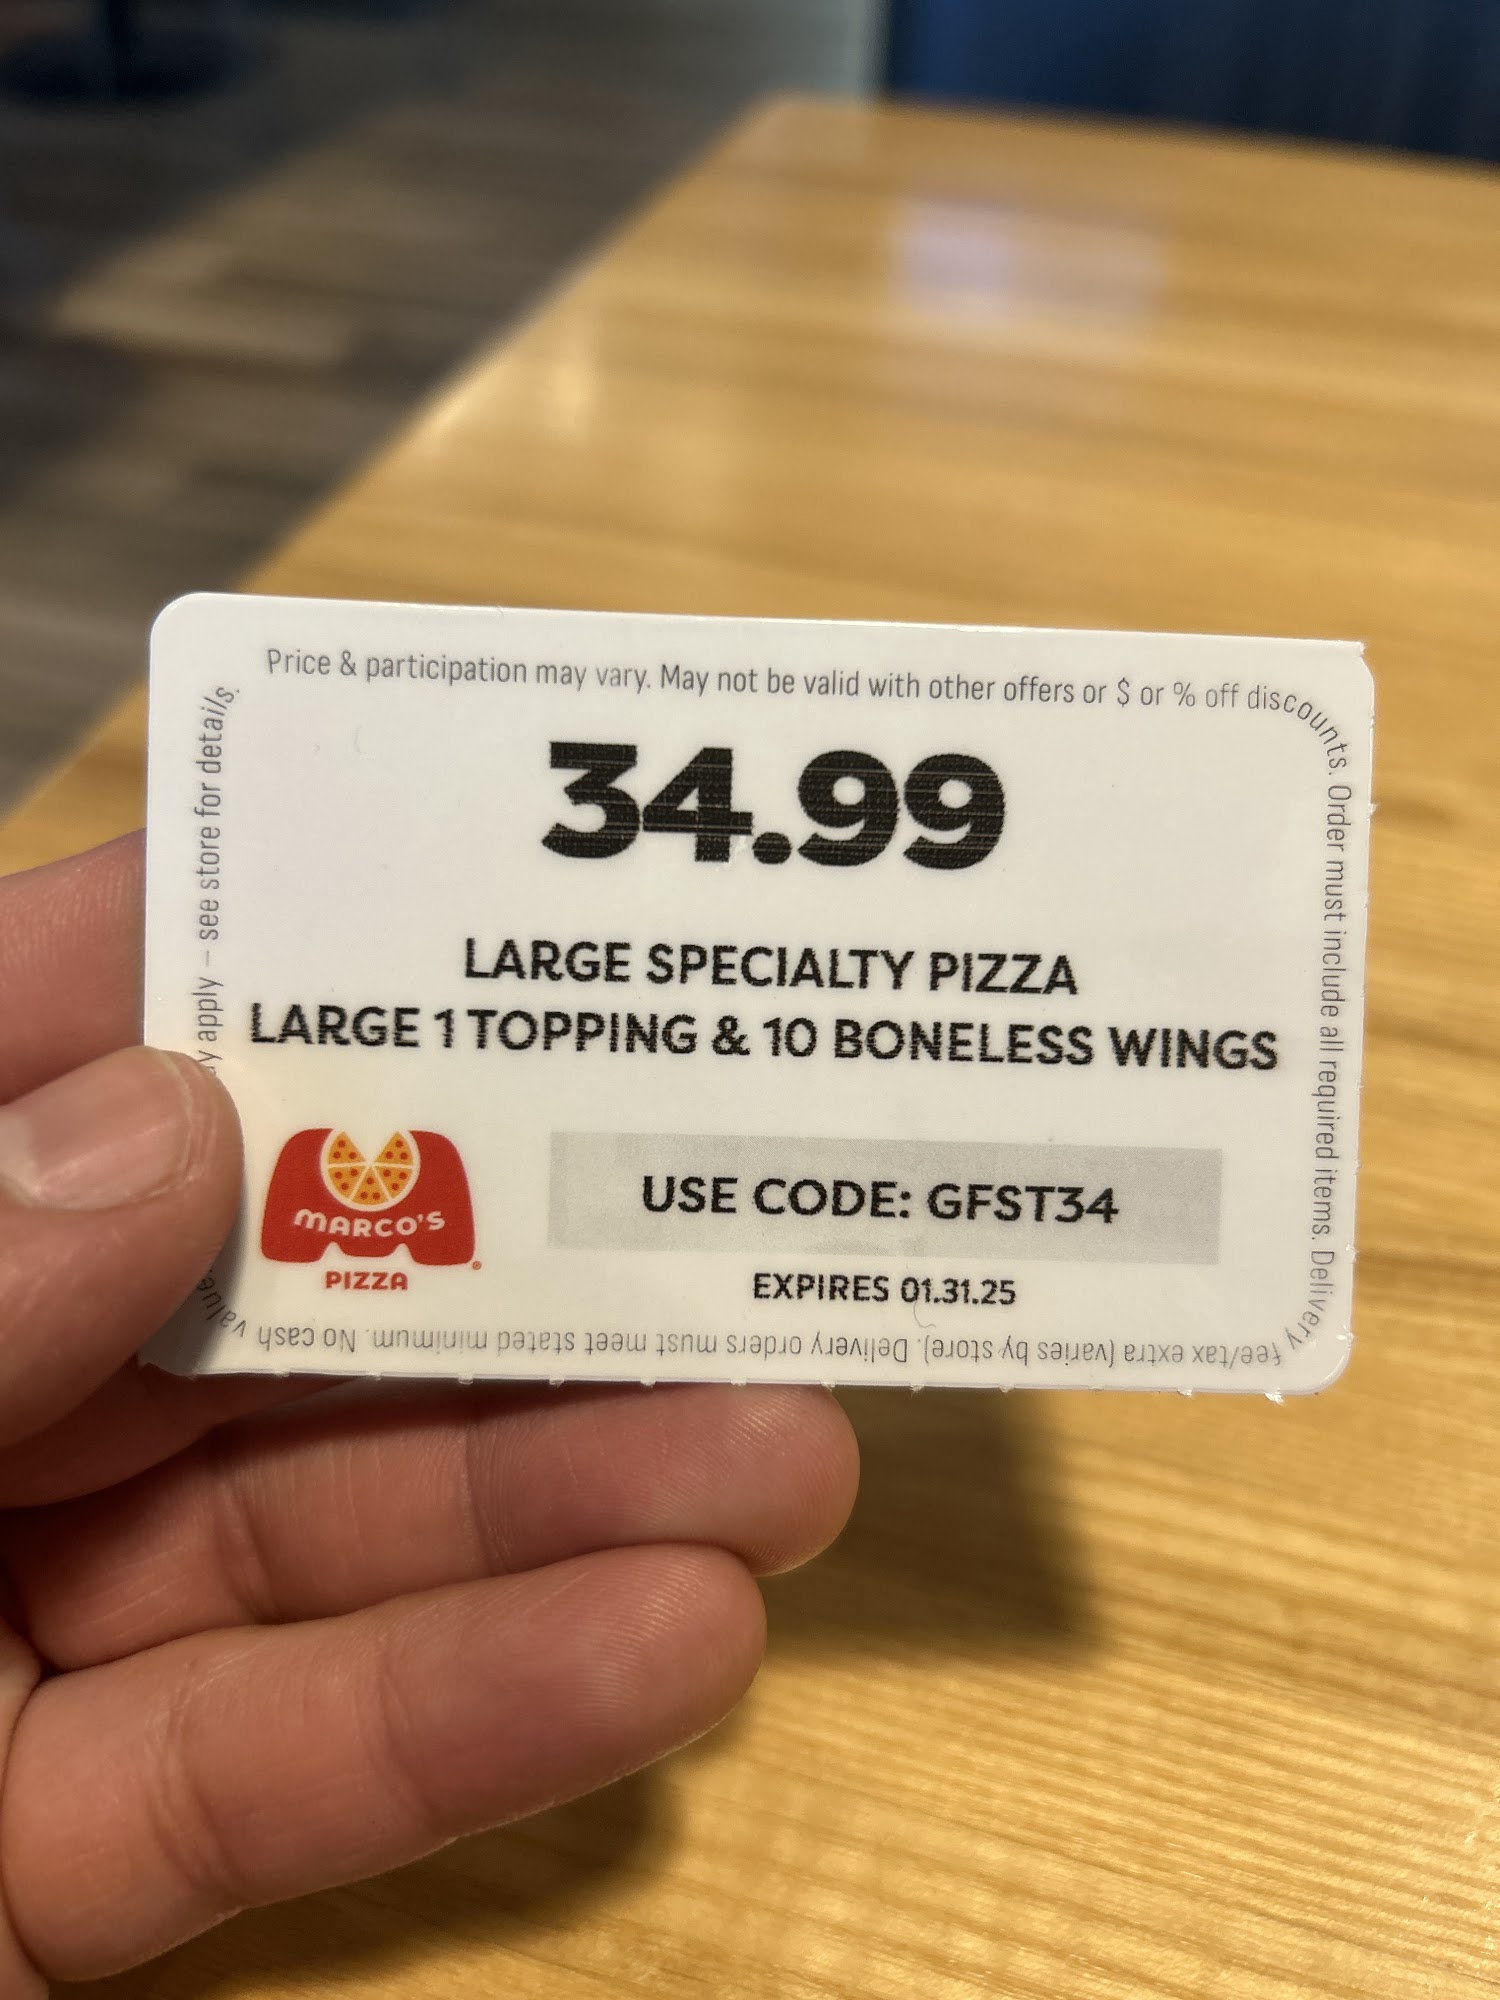 Price & participation may vary. May not be valid with other offers or $ or % off discounts. Order must include all required items. Delivery fee/tax extra (varies by store). Delivery orders must meet stated minimum. No cash value. apply – see store for details.
34.99
LARGE SPECIALTY PIZZA
LARGE 1 TOPPING & 10 BONELESS WINGS
MARCO'S
PIZZA
®
USE CODE: GFST34
EXPIRES 01.31.25